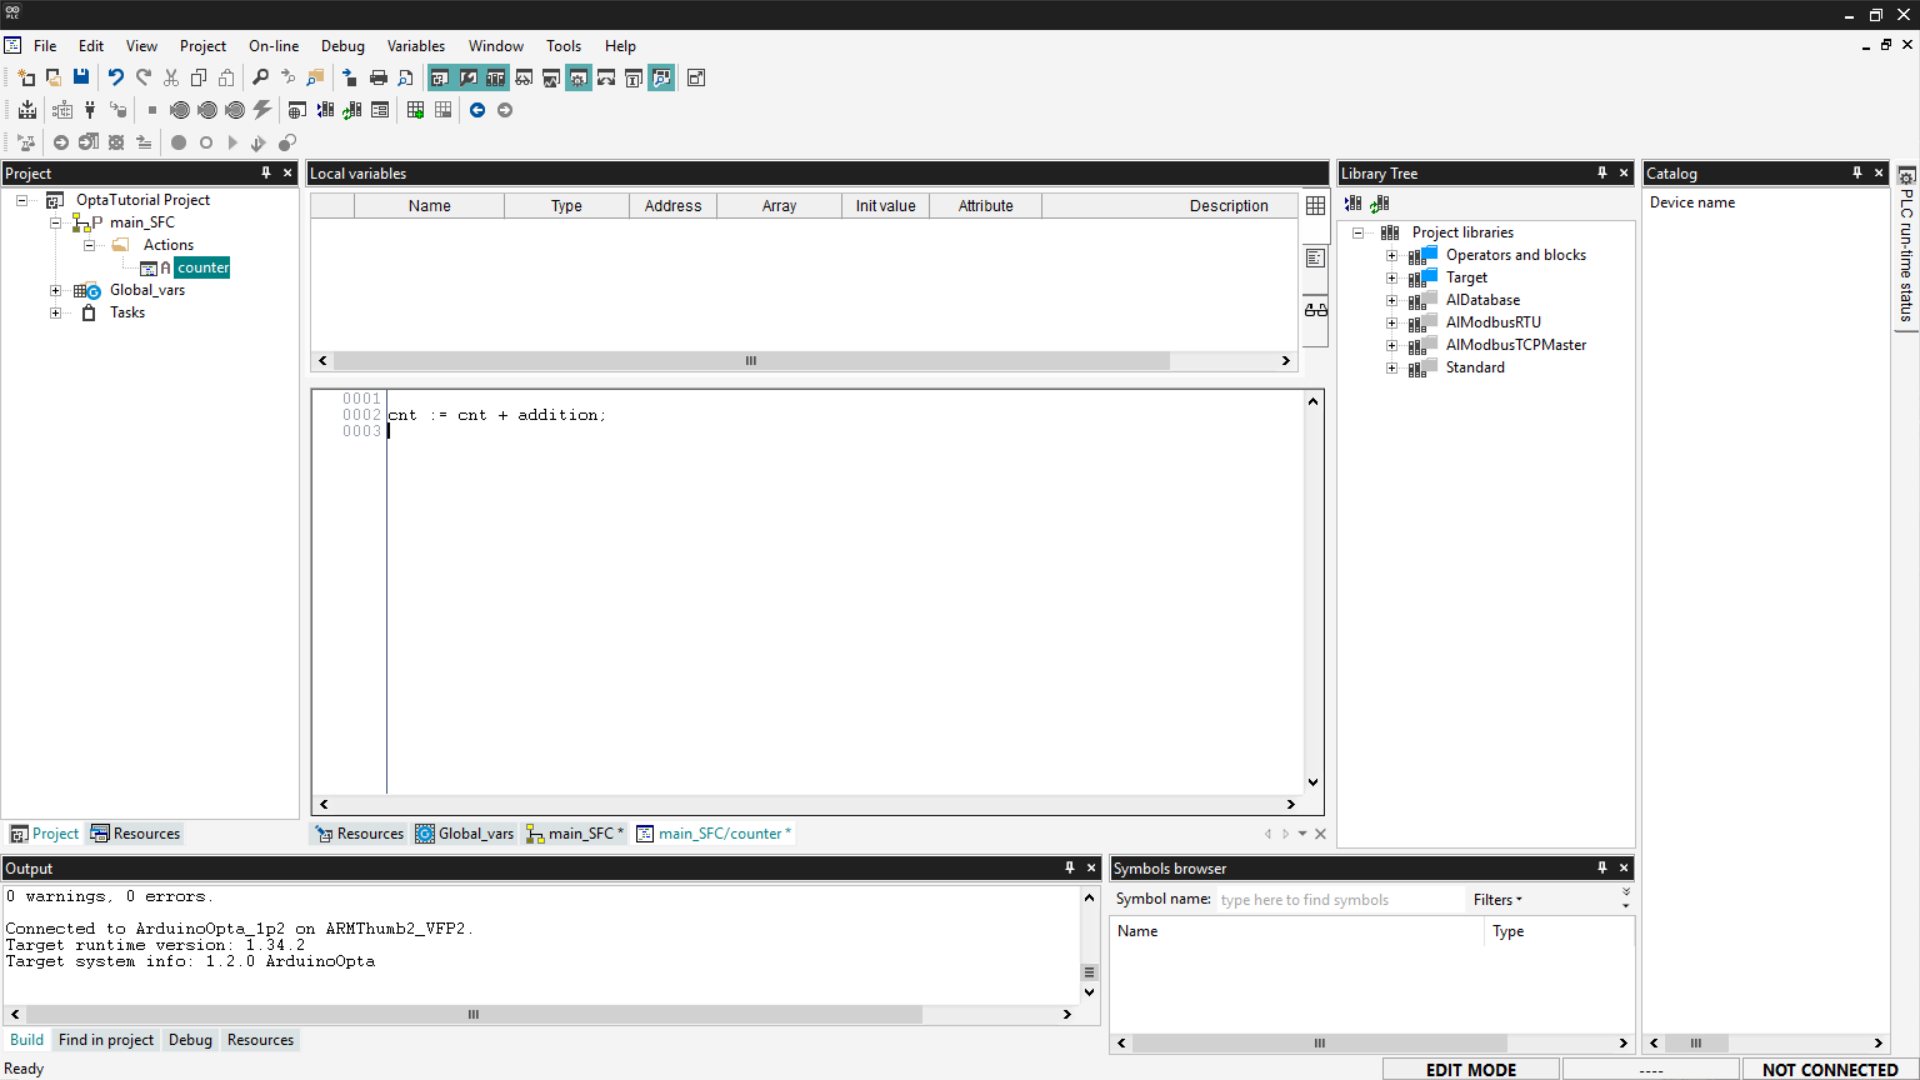 PLC
File Edit View Project On-line Debug Variables Window Tools Help
Project
OptaTutorial Project
P main_SFC
Actions
A counter
Global_vars
Tasks
Project Resources
Local variables
Name Type Address Array Init value Attribute Description
0001
0002 cnt := cnt + addition;
0003
Resources Global_vars main_SFC * main_SFC/counter *
Library Tree
Project libraries
Operators and blocks
Target
AIDatabase
AIModbusRTU
AIModbusTCPMaster
Standard
Catalog
Device name
PLC run-time status
Output
0 warnings, 0 errors.
Connected to ArduinoOpta_1p2 on ARMThumb2_VFP2.
Target runtime version: 1.34.2
Target system info: 1.2.0 ArduinoOpta
Build Find in project Debug Resources
Symbols browser
Symbol name: type here to find symbols Filters
Name Type
Ready
EDIT MODE ---- NOT CONNECTED